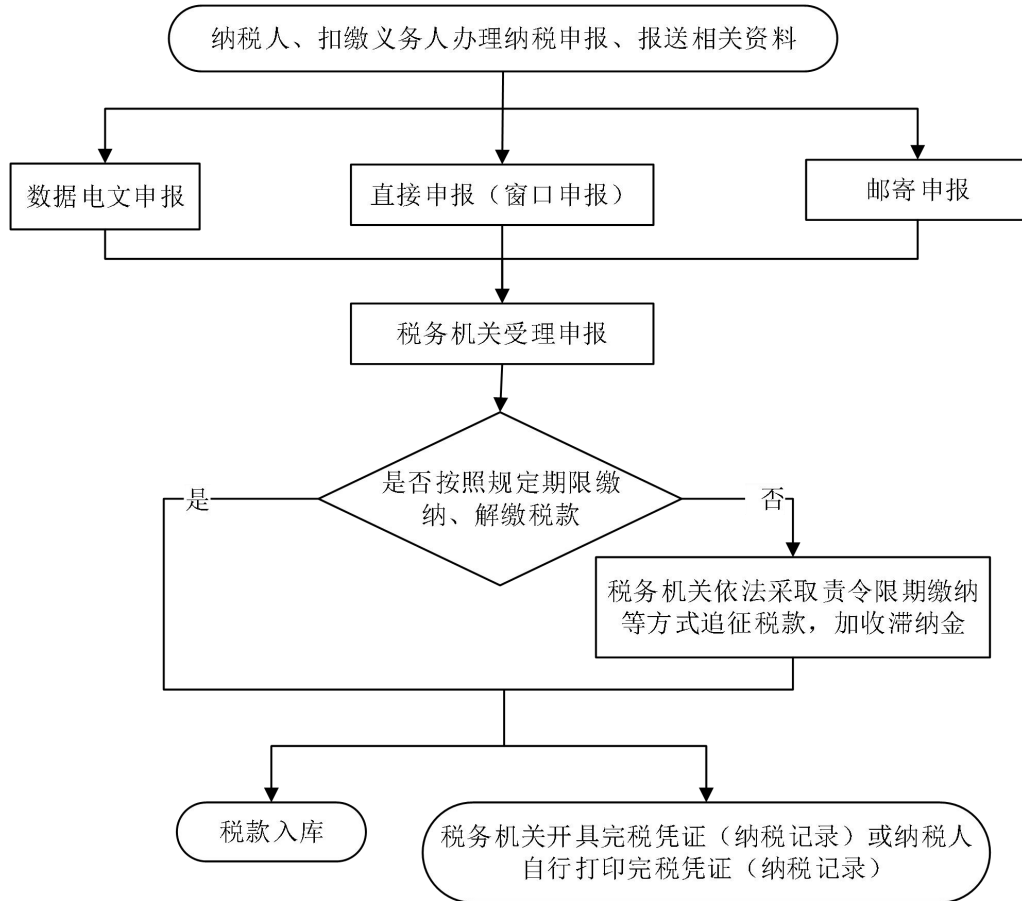 纳税人、扣缴义务人办理纳税申报、报送相关资料
数据电文申报
直接申报（窗口申报）
邮寄申报
税务机关受理申报
是否按照规定期限缴
纳、解缴税款
是
否
税务机关依法采取责令限期缴纳
等方式追征税款，加收滞纳金
税款入库
税务机关开具完税凭证（纳税记录）或纳税人
自行打印完税凭证（纳税记录）